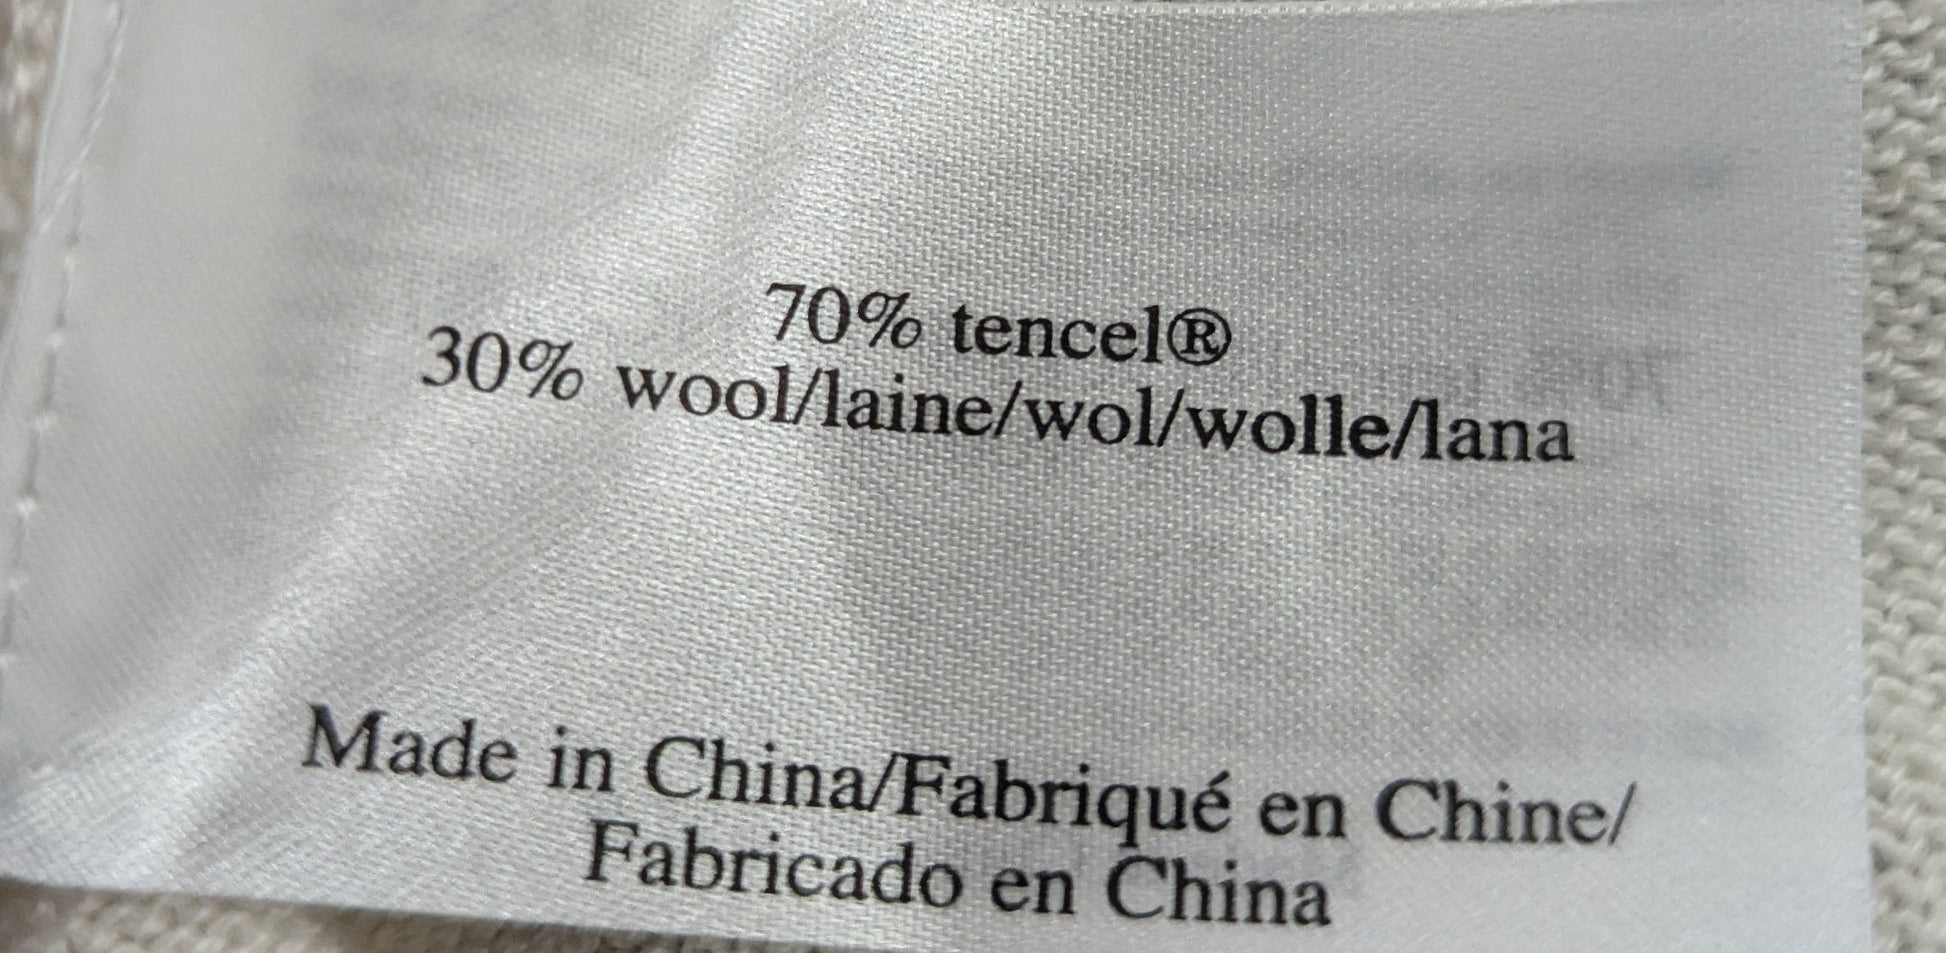 70% tencel®
30% wool/laine/wol/wolle/lana
Made in China/Fabriqué en Chine/
Fabricado en China